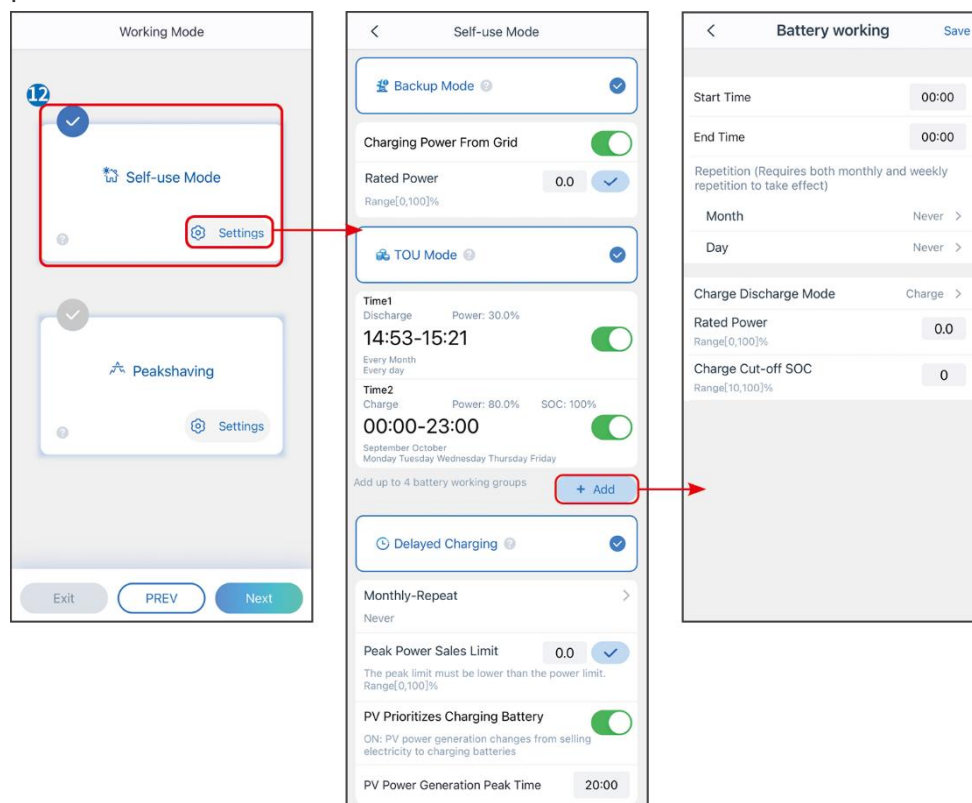 Working Mode
12
Self-use Mode
Settings
Peakshaving
Settings
Exit
PREV
Next
Self-use Mode
Backup Mode
Charging Power From Grid
Rated Power
0.0
Range[0,100]%
TOU Mode
Time1
Discharge Power: 30.0%
14:53-15:21
Every Month
Every day
Time2
Charge Power: 80.0% SOC: 100%
00:00-23:00
September October
Monday Tuesday Wednesday Thursday Friday
Add up to 4 battery working groups
+ Add
Delayed Charging
Monthly-Repeat
Never
Peak Power Sales Limit
0.0
The peak limit must be lower than the power limit.
Range[0,100]%
PV Prioritizes Charging Battery
ON: PV power generation changes from selling
electricity to charging batteries
PV Power Generation Peak Time 20:00
Battery working
Save
Start Time 00:00
End Time 00:00
Repetition (Requires both monthly and weekly
repetition to take effect)
Month Never >
Day Never >
Charge Discharge Mode Charge >
Rated Power
0.0
Range[0,100]%
Charge Cut-off SOC
0
Range[10,100]%